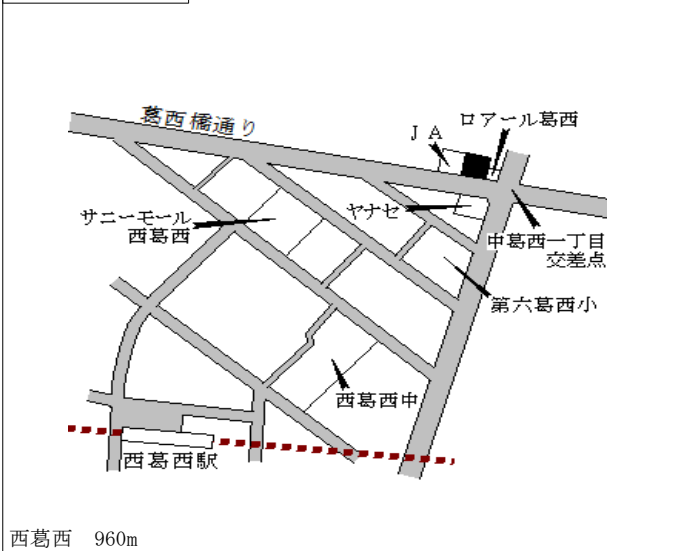 葛西橋通り
ロアール葛西
ＪＡ
サニーモール
西葛西
ヤナセ
中葛西一丁目
交差点
第六葛西小
西葛西中
西葛西駅
西葛西　960m